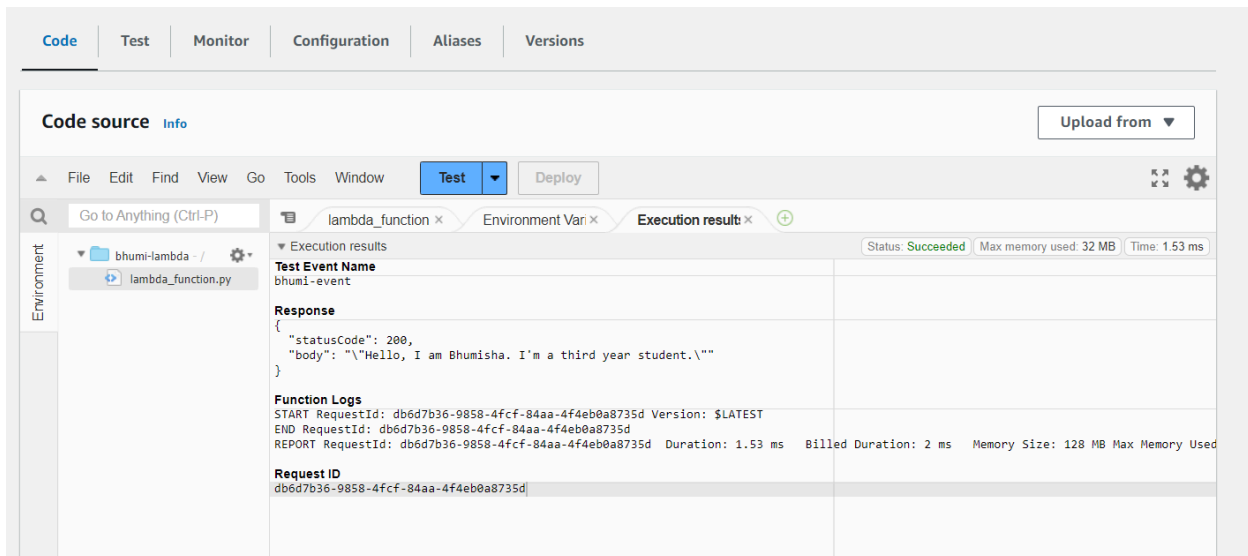 Code Test Monitor Configuration Aliases Versions
Code source Info Upload from
File Edit Find View Go Tools Window Test Deploy
Go to Anything (Ctrl-P) lambda_function Environment Vari Execution results
Environment
bhumi-lambda - /
lambda_function.py
Execution results Status: Succeeded Max memory used: 32 MB Time: 1.53 ms
Test Event Name
bhumi-event
Response
{
  "statusCode": 200,
  "body": "\"Hello, I am Bhumisha. I'm a third year student.\""
}
Function Logs
START RequestId: db6d7b36-9858-4fcf-84aa-4f4eb0a8735d Version: $LATEST
END RequestId: db6d7b36-9858-4fcf-84aa-4f4eb0a8735d
REPORT RequestId: db6d7b36-9858-4fcf-84aa-4f4eb0a8735d Duration: 1.53 ms Billed Duration: 2 ms Memory Size: 128 MB Max Memory Used
Request ID
db6d7b36-9858-4fcf-84aa-4f4eb0a8735d